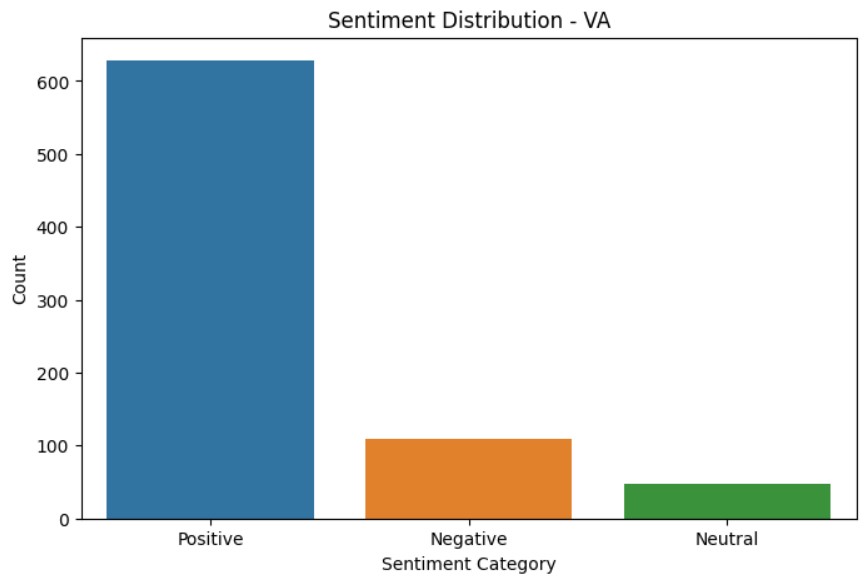 Sentiment Distribution - VA
600
500
400
300
200
100
0
Count
Positive Negative Neutral
Sentiment Category